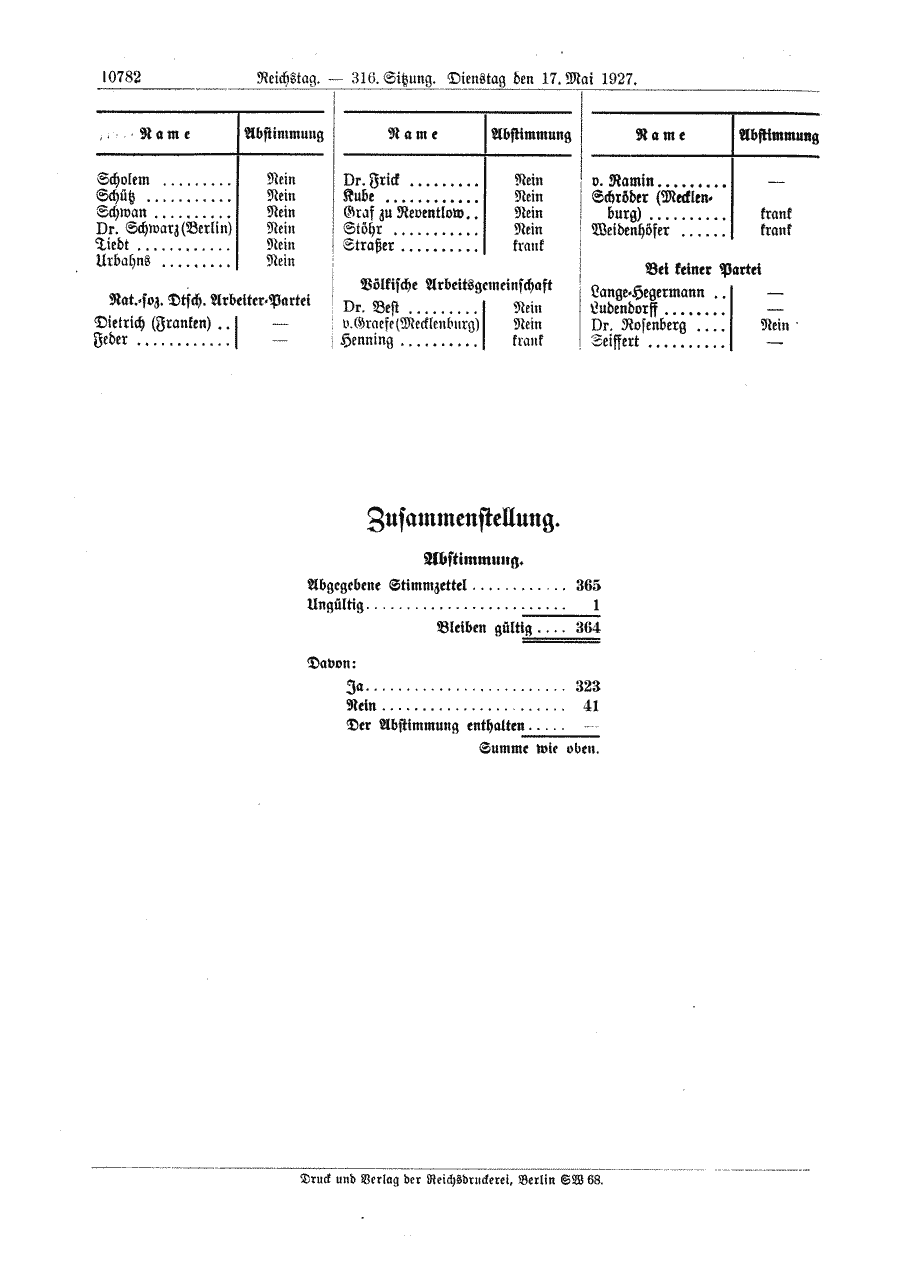 10782 Reichstag. — 316. Sitzung. Dienstag den 17. Mai 1927.
Name Abstimmung
Scholem ......... Nein
Schütz ........... Nein
Schwan .......... Nein
Dr. Schwarz (Berlin) Nein
Tiedt ............ Nein
Urbahns ......... Nein
Nat.-soz. Dtsch. Arbeiter-Partei
Dietrich (Franken) .. —
Feder ............ —
Name Abstimmung
Dr. Frick ......... Nein
Kube ............ Nein
Graf zu Reventlow.. Nein
Stöhr ........... Nein
Straßer .......... krank
Völkische Arbeitsgemeinschaft
Dr. Best ......... Nein
v. Graefe (Mecklenburg) Nein
Henning .......... krank
Name Abstimmung
v. Ramin......... —
Schröder (Mecklen-
burg) .......... krank
Weidenhöfer ...... krank
Bei keiner Partei
Lange-Hegermann .. —
Ludendorff ........ —
Dr. Rosenberg .... Nein
Seiffert .......... —
Zusammenstellung.
Abstimmung.
Abgegebene Stimmzettel ............ 365
Ungültig......................... 1
Bleiben gültig .... 364
Davon:
Ja......................... 323
Nein ....................... 41
Der Abstimmung enthalten ..... —
Summe wie oben.
Druck und Verlag der Reichsdruckerei, Berlin SW 68.